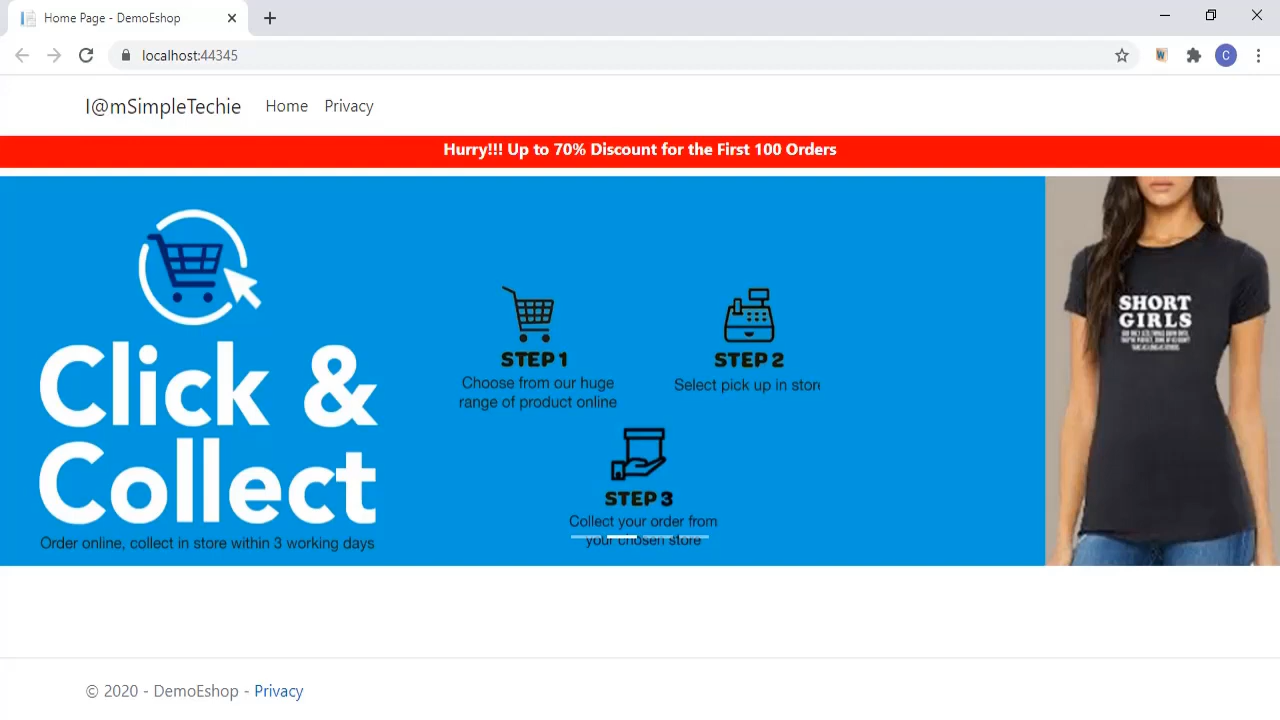 Home Page - DemoEshop
localhost:44345
W
C
I@mSimpleTechie
Home
Privacy
Hurry!!! Up to 70% Discount for the First 100 Orders
Click &
Collect
Order online, collect in store within 3 working days
STEP 1
Choose from our huge
range of product online
STEP 2
Select pick up in store
STEP 3
Collect your order from
your chosen store
SHORT
GIRLS
© 2020 - DemoEshop - Privacy